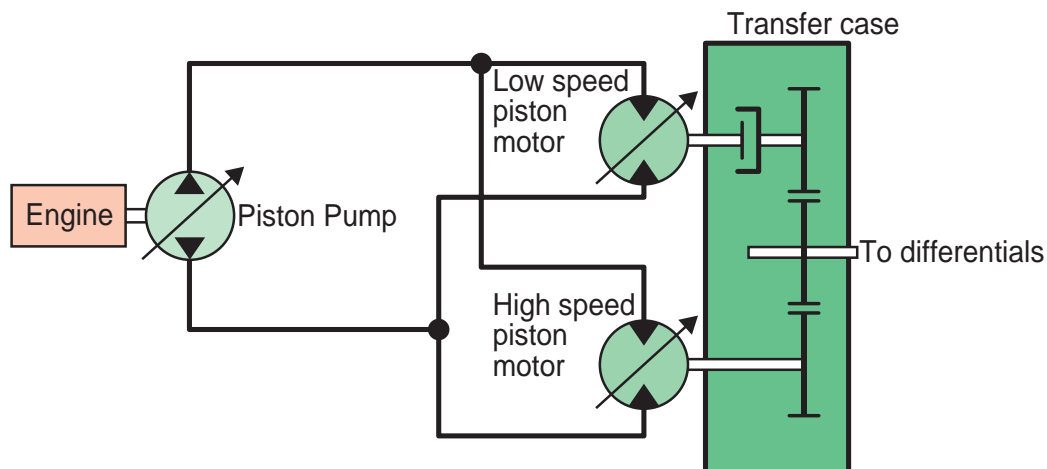 Transfer case
Low speed
piston
motor
Engine
Piston Pump
To differentials
High speed
piston
motor